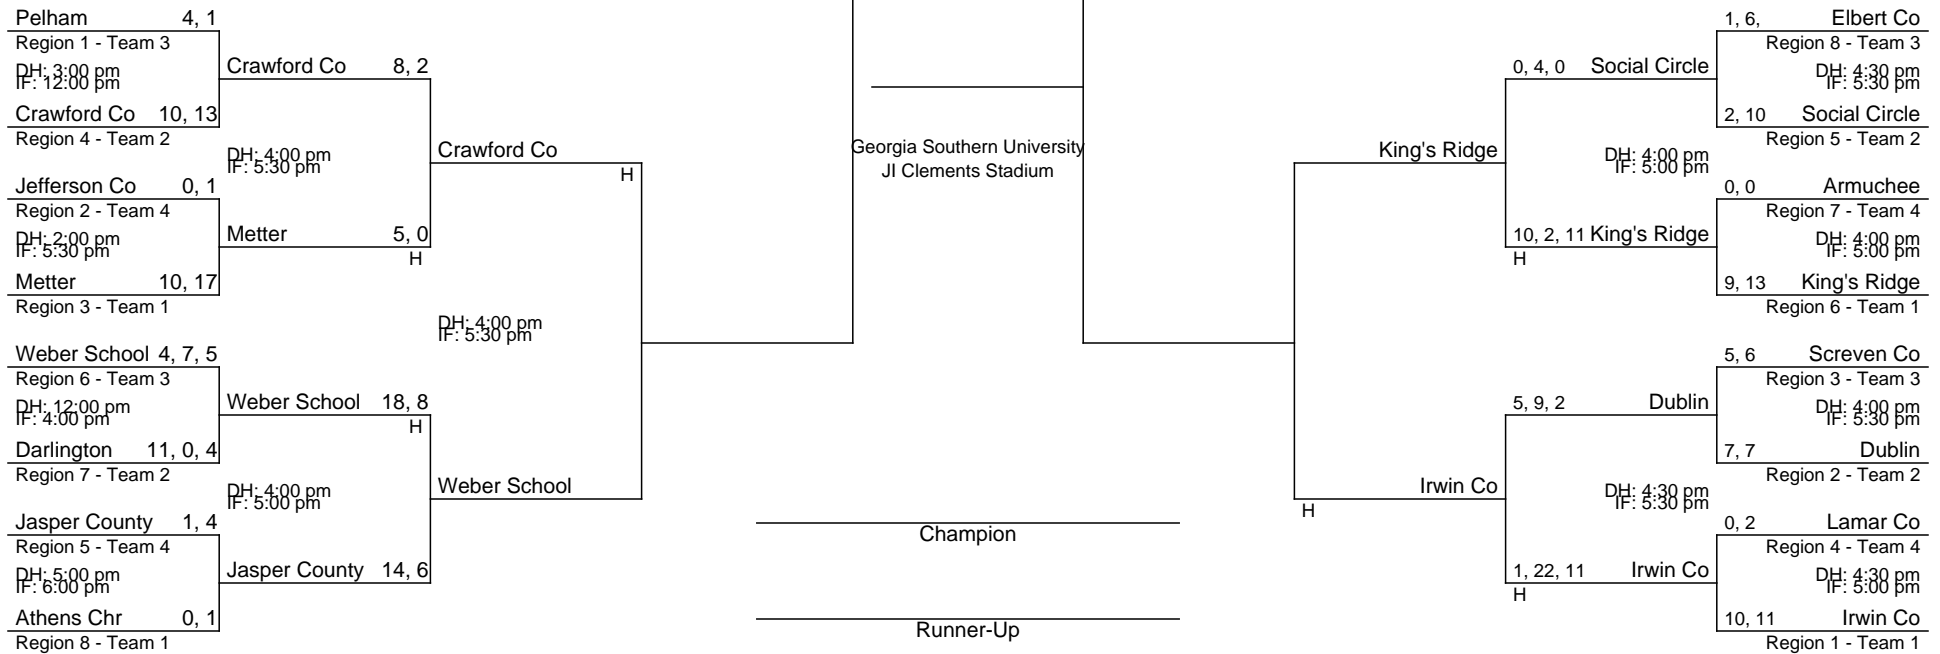 Pelham 4, 1
Region 1 - Team 3
DH: 3:00 pm
IF: 12:00 pm
Crawford Co 10, 13
Region 4 - Team 2
Jefferson Co 0, 1
Region 2 - Team 4
DH: 2:00 pm
IF: 5:30 pm
Metter 10, 17
Region 3 - Team 1
Weber School 4, 7, 5
Region 6 - Team 3
DH: 12:00 pm
IF: 4:00 pm
Darlington 11, 0, 4
Region 7 - Team 2
Jasper County 1, 4
Region 5 - Team 4
DH: 5:00 pm
IF: 6:00 pm
Athens Chr 0, 1
Region 8 - Team 1
Crawford Co 8, 2
DH: 4:00 pm
IF: 5:30 pm
Metter 5, 0
H
Weber School 18, 8
H
DH: 4:00 pm
IF: 5:00 pm
Jasper County 14, 6
Crawford Co
H
DH: 4:00 pm
IF: 5:30 pm
Weber School
Georgia Southern University
JI Clements Stadium
Champion
Runner-Up
King's Ridge
Irwin Co
H
0, 4, 0 Social Circle
DH: 4:00 pm
IF: 5:00 pm
10, 2, 11 King's Ridge
H
5, 9, 2 Dublin
DH: 4:30 pm
IF: 5:30 pm
1, 22, 11 Irwin Co
H
1, 6, Elbert Co
Region 8 - Team 3
DH: 4:30 pm
IF: 5:30 pm
2, 10 Social Circle
Region 5 - Team 2
0, 0 Armuchee
Region 7 - Team 4
DH: 4:00 pm
IF: 5:00 pm
9, 13 King's Ridge
Region 6 - Team 1
5, 6 Screven Co
Region 3 - Team 3
DH: 4:00 pm
IF: 5:30 pm
7, 7 Dublin
Region 2 - Team 2
0, 2 Lamar Co
Region 4 - Team 4
DH: 4:30 pm
IF: 5:00 pm
10, 11 Irwin Co
Region 1 - Team 1